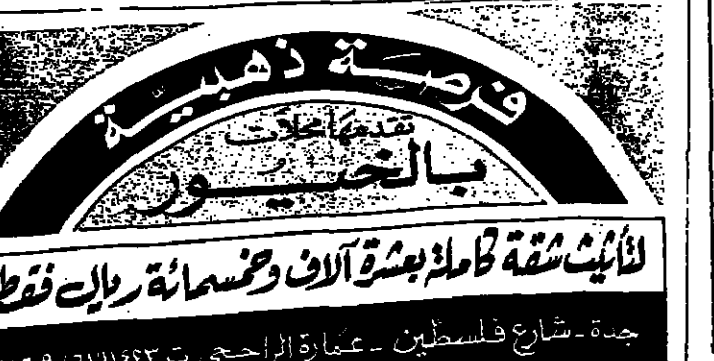 فرصة ذهبية
تقدمها محلات
بالخيور
لتأثيث شقة كاملة بعشرة آلاف وخمسمائة ريال فقط
جدة - شارع فلسطين - عمارة الراجحي ت